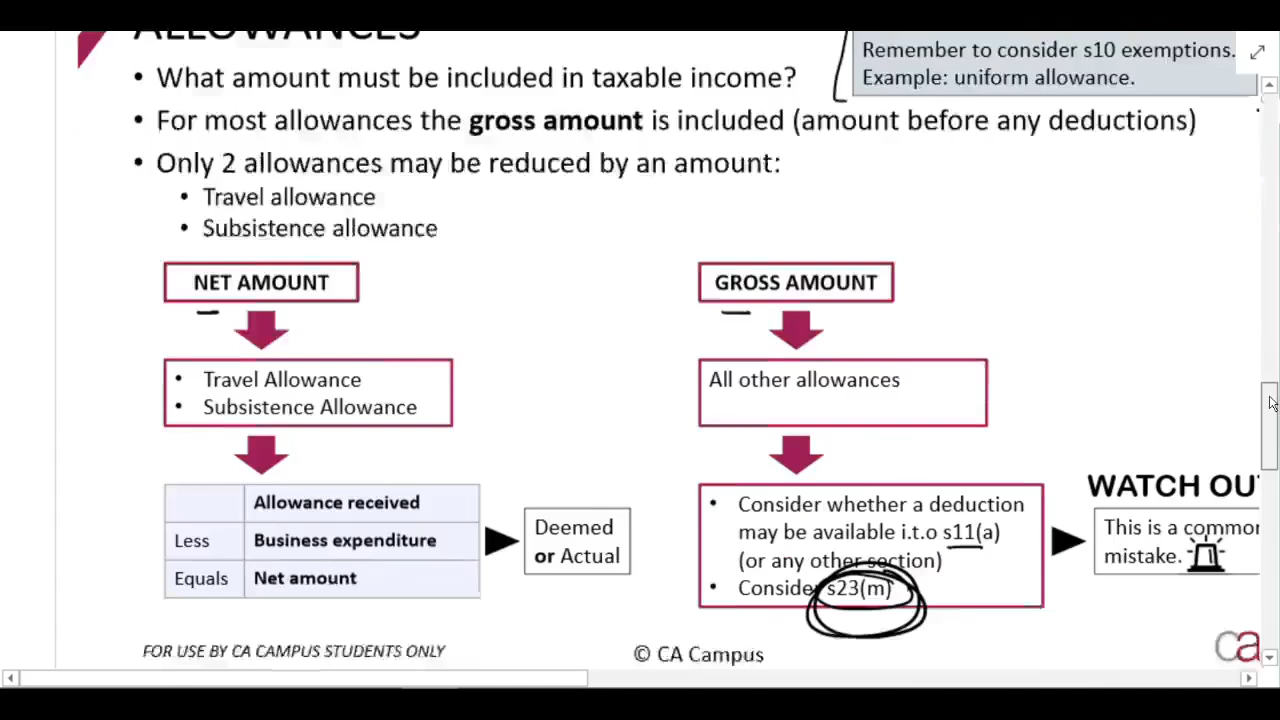 ALLOWANCES
Remember to consider s10 exemptions.
Example: uniform allowance.
• What amount must be included in taxable income?
• For most allowances the gross amount is included (amount before any deductions)
• Only 2 allowances may be reduced by an amount:
• Travel allowance
• Subsistence allowance
NET AMOUNT
GROSS AMOUNT
• Travel Allowance
• Subsistence Allowance
All other allowances
Allowance received
Less Business expenditure
Equals Net amount
Deemed
or Actual
• Consider whether a deduction
may be available i.t.o s11(a)
(or any other section)
• Consider s23(m)
WATCH OU
This is a common
mistake.
FOR USE BY CA CAMPUS STUDENTS ONLY
© CA Campus
ca